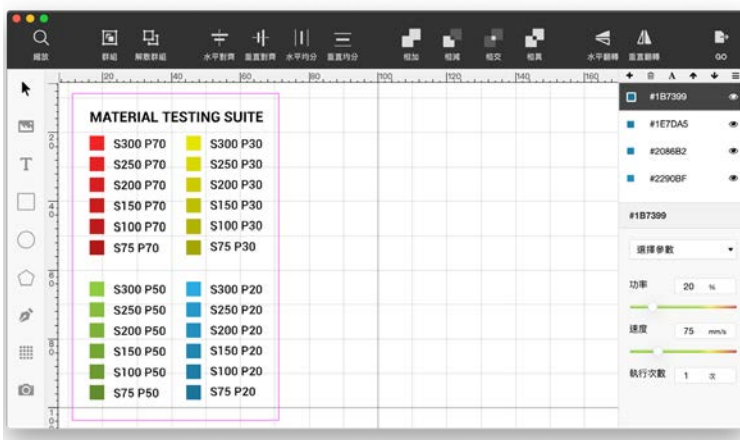 縮放 群組 解散群組 水平對齊 垂直對齊 水平均分 垂直均分 相加 相減 相交 相異 水平翻轉 垂直翻轉 GO
20 40 60 80 100 120 140 160
MATERIAL TESTING SUITE
S300 P70 S300 P30
S250 P70 S250 P30
S200 P70 S200 P30
S150 P70 S150 P30
S100 P70 S100 P30
S75 P70 S75 P30
S300 P50 S300 P20
S250 P50 S250 P20
S200 P50 S200 P20
S150 P50 S150 P20
S100 P50 S100 P20
S75 P50 S75 P20
#1B7399
#1E7DA5
#2086B2
#2290BF
#1B7399
選擇參數
功率 20 %
速度 75 mm/s
執行次數 1 次